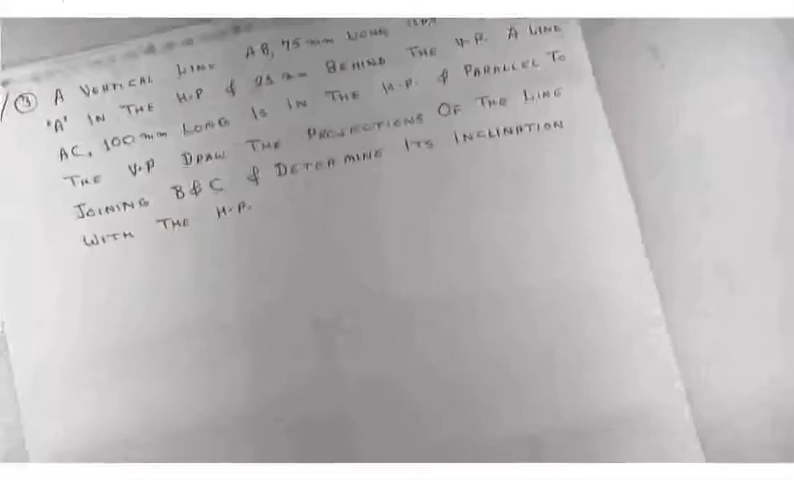 (3) A VERTICAL LINE AB, 75 mm LONG
'A' IN THE H.P & 25 mm BEHIND THE V.P. A LINE
AC, 100 mm LONG IS IN THE H.P. & PARALLEL TO
THE V.P DRAW THE PROJECTIONS OF THE LINE
JOINING B & C & DETERMINE ITS INCLINATION
WITH THE H.P.